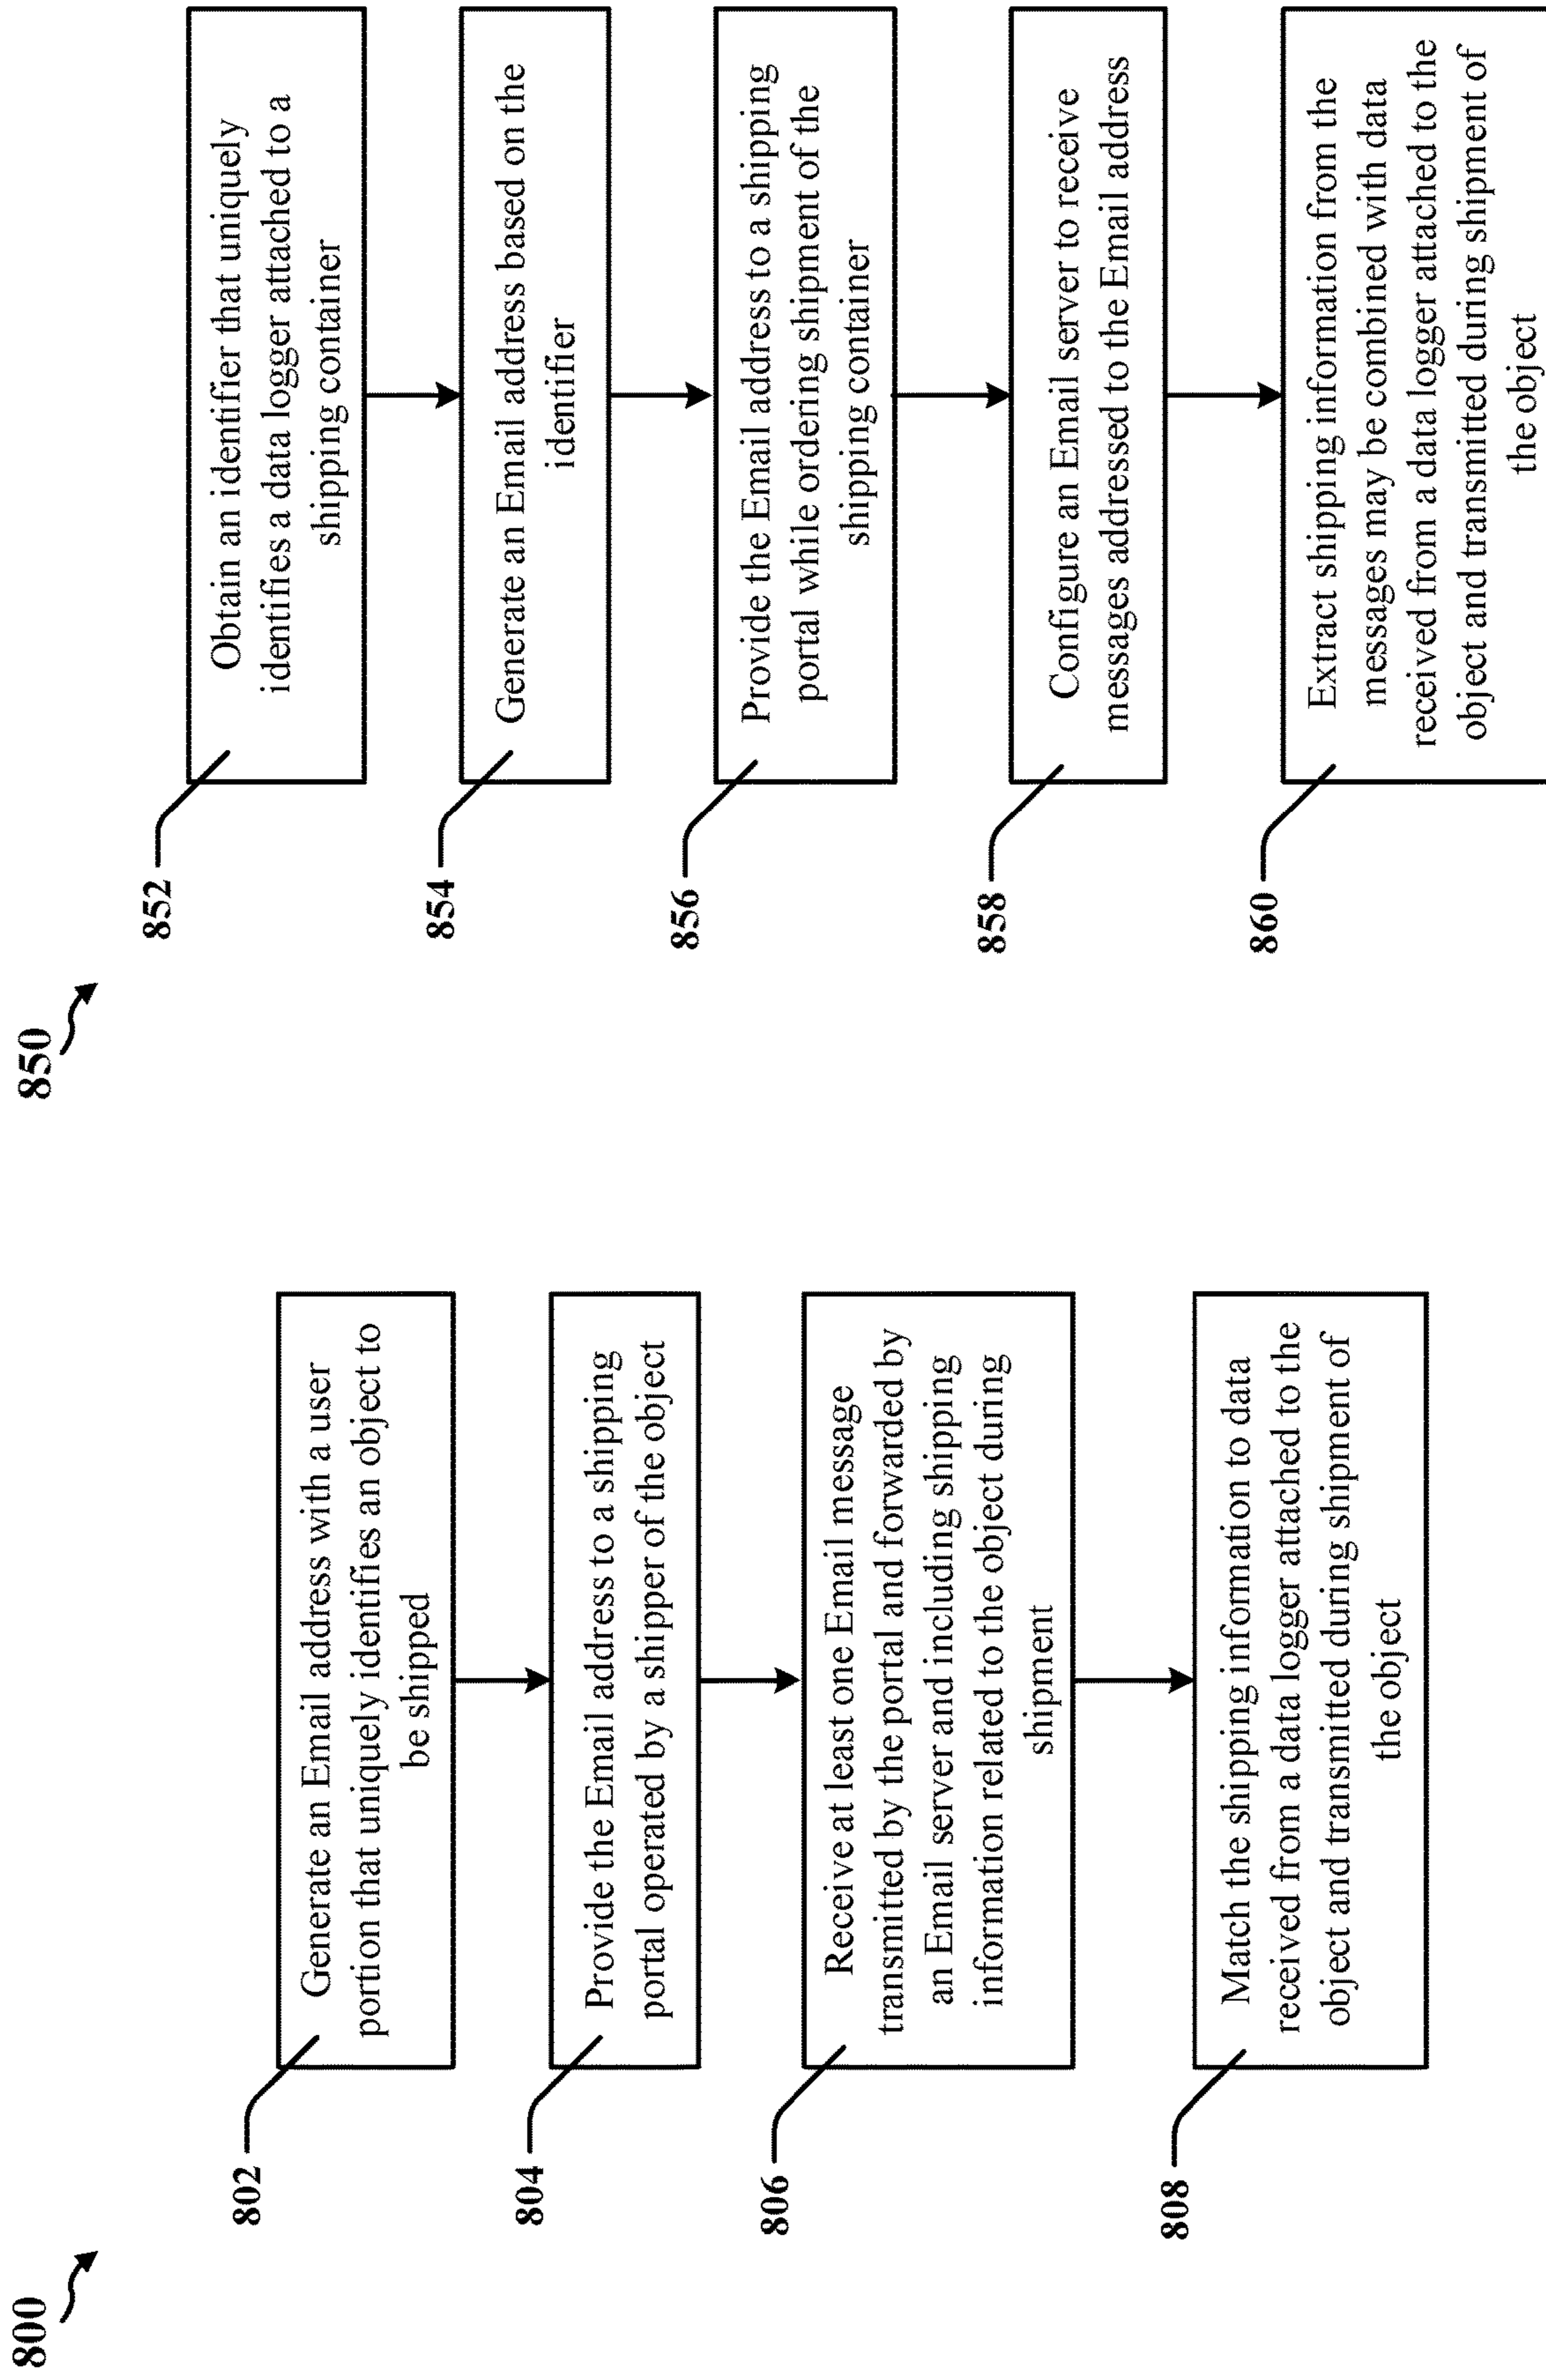 800
802
Generate an Email address with a user
portion that uniquely identifies an object to
be shipped
804
Provide the Email address to a shipping
portal operated by a shipper of the object
806
Receive at least one Email message
transmitted by the portal and forwarded by
an Email server and including shipping
information related to the object during
shipment
808
Match the shipping information to data
received from a data logger attached to the
object and transmitted during shipment of
the object
850
852
Obtain an identifier that uniquely
identifies a data logger attached to a
shipping container
854
Generate an Email address based on the
identifier
856
Provide the Email address to a shipping
portal while ordering shipment of the
shipping container
858
Configure an Email server to receive
messages addressed to the Email address
860
Extract shipping information from the
messages may be combined with data
received from a data logger attached to the
object and transmitted during shipment of
the object